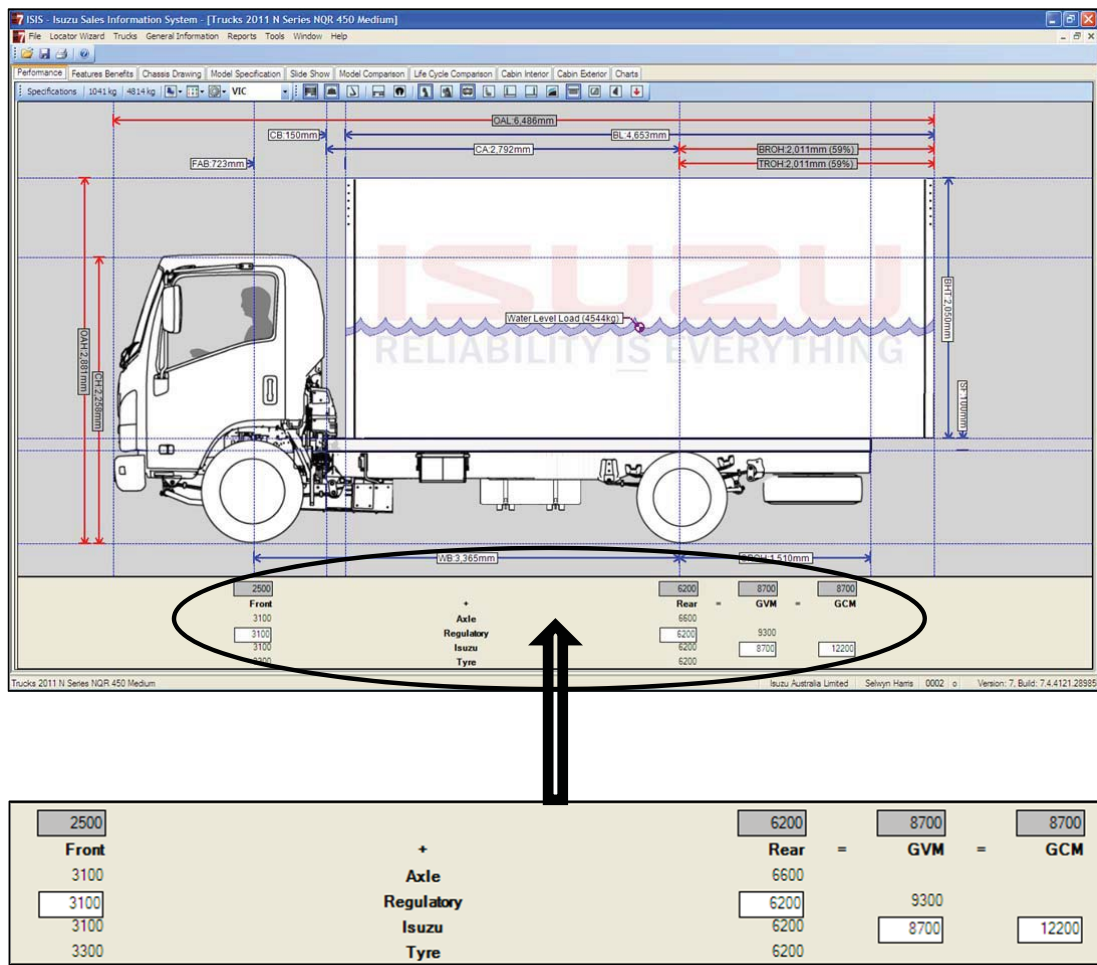 ISIS - Isuzu Sales Information System - [Trucks 2011 N Series NQR 450 Medium]
File Locator Wizard Trucks General Information Reports Tools Window Help
Performance Features Benefits Chassis Drawing Model Specification Slide Show Model Comparison Life Cycle Comparison Cabin Interior Cabin Exterior Charts
Specifications 1041 kg 4814 kg VIC
OAL:6,486mm
CB:150mm BL:4,653mm
CA:2,792mm BROH:2,011mm (59%)
FAB:723mm TROH:2,011mm (59%)
ISUZU
Water Level Load (4544kg)
RELIABILITY IS EVERYTHING
OAH:2,881mm
CH:2,258mm
BHT:2,050mm
SF:100mm
WB:3,365mm
1,510mm
2500 6200 8700 8700
Front + Rear = GVM = GCM
3100 Axle 6600
3100 Regulatory 6200 9300
3100 Isuzu 6200 8700 12200
3300 Tyre 6200
Trucks 2011 N Series NQR 450 Medium Isuzu Australia Limited Selwyn Harris 0002 o Version: 7, Build: 7.4.4121.28985
2500 6200 8700 8700
Front + Rear = GVM = GCM
3100 Axle 6600
3100 Regulatory 6200 9300
3100 Isuzu 6200 8700 12200
3300 Tyre 6200